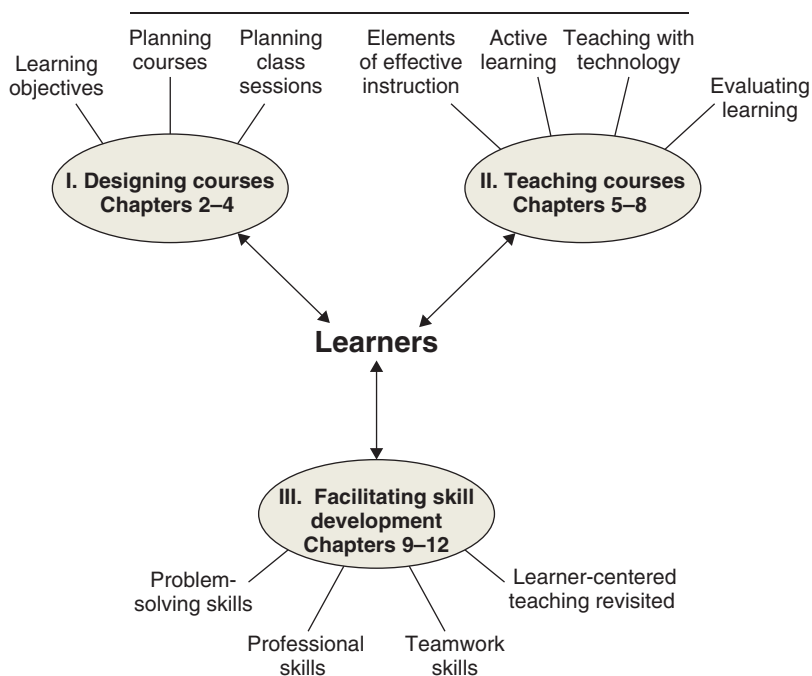 Learning
objectives
Planning
courses
Planning
class
sessions
Elements
of effective
instruction
Active
learning
Teaching with
technology
Evaluating
learning
I. Designing courses
Chapters 2–4
II. Teaching courses
Chapters 5–8
Learners
III. Facilitating skill
development
Chapters 9–12
Problem-
solving skills
Professional
skills
Teamwork
skills
Learner-centered
teaching revisited